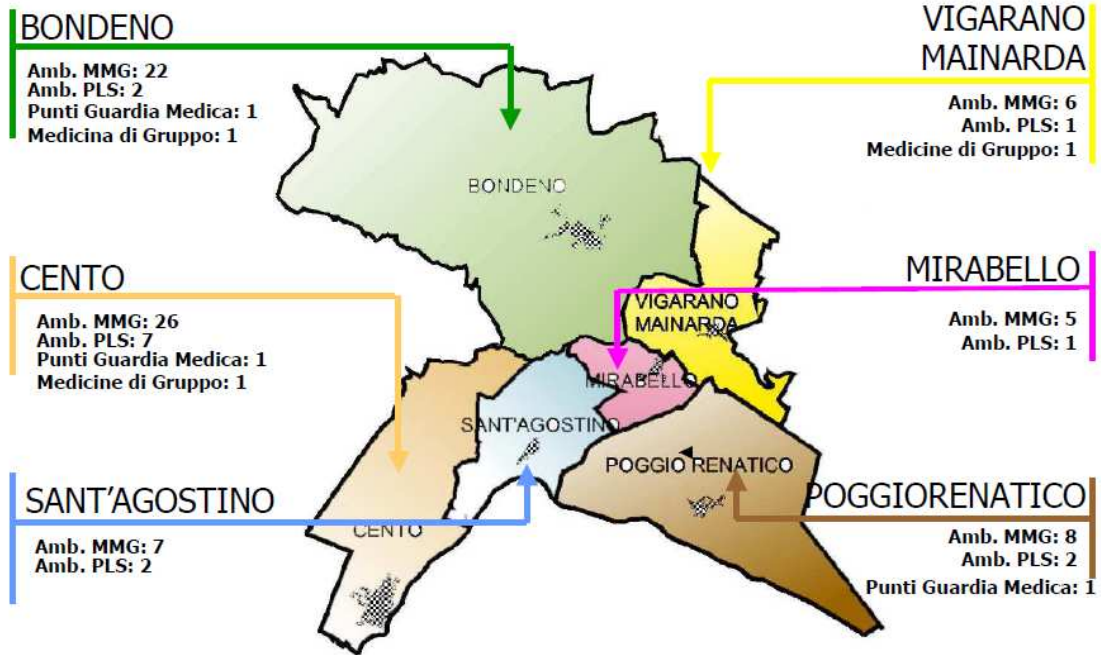 BONDENO
Amb. MMG: 22
Amb. PLS: 2
Punti Guardia Medica: 1
Medicina di Gruppo: 1
VIGARANO
MAINARDA
Amb. MMG: 6
Amb. PLS: 1
Medicine di Gruppo: 1
BONDENO
CENTO
Amb. MMG: 26
Amb. PLS: 7
Punti Guardia Medica: 1
Medicine di Gruppo: 1
MIRABELLO
Amb. MMG: 5
Amb. PLS: 1
VIGARANO
MAINARDA
MIRABELLO
SANT'AGOSTINO
POGGIO RENATICO
CENTO
SANT'AGOSTINO
Amb. MMG: 7
Amb. PLS: 2
POGGIORENATICO
Amb. MMG: 8
Amb. PLS: 2
Punti Guardia Medica: 1